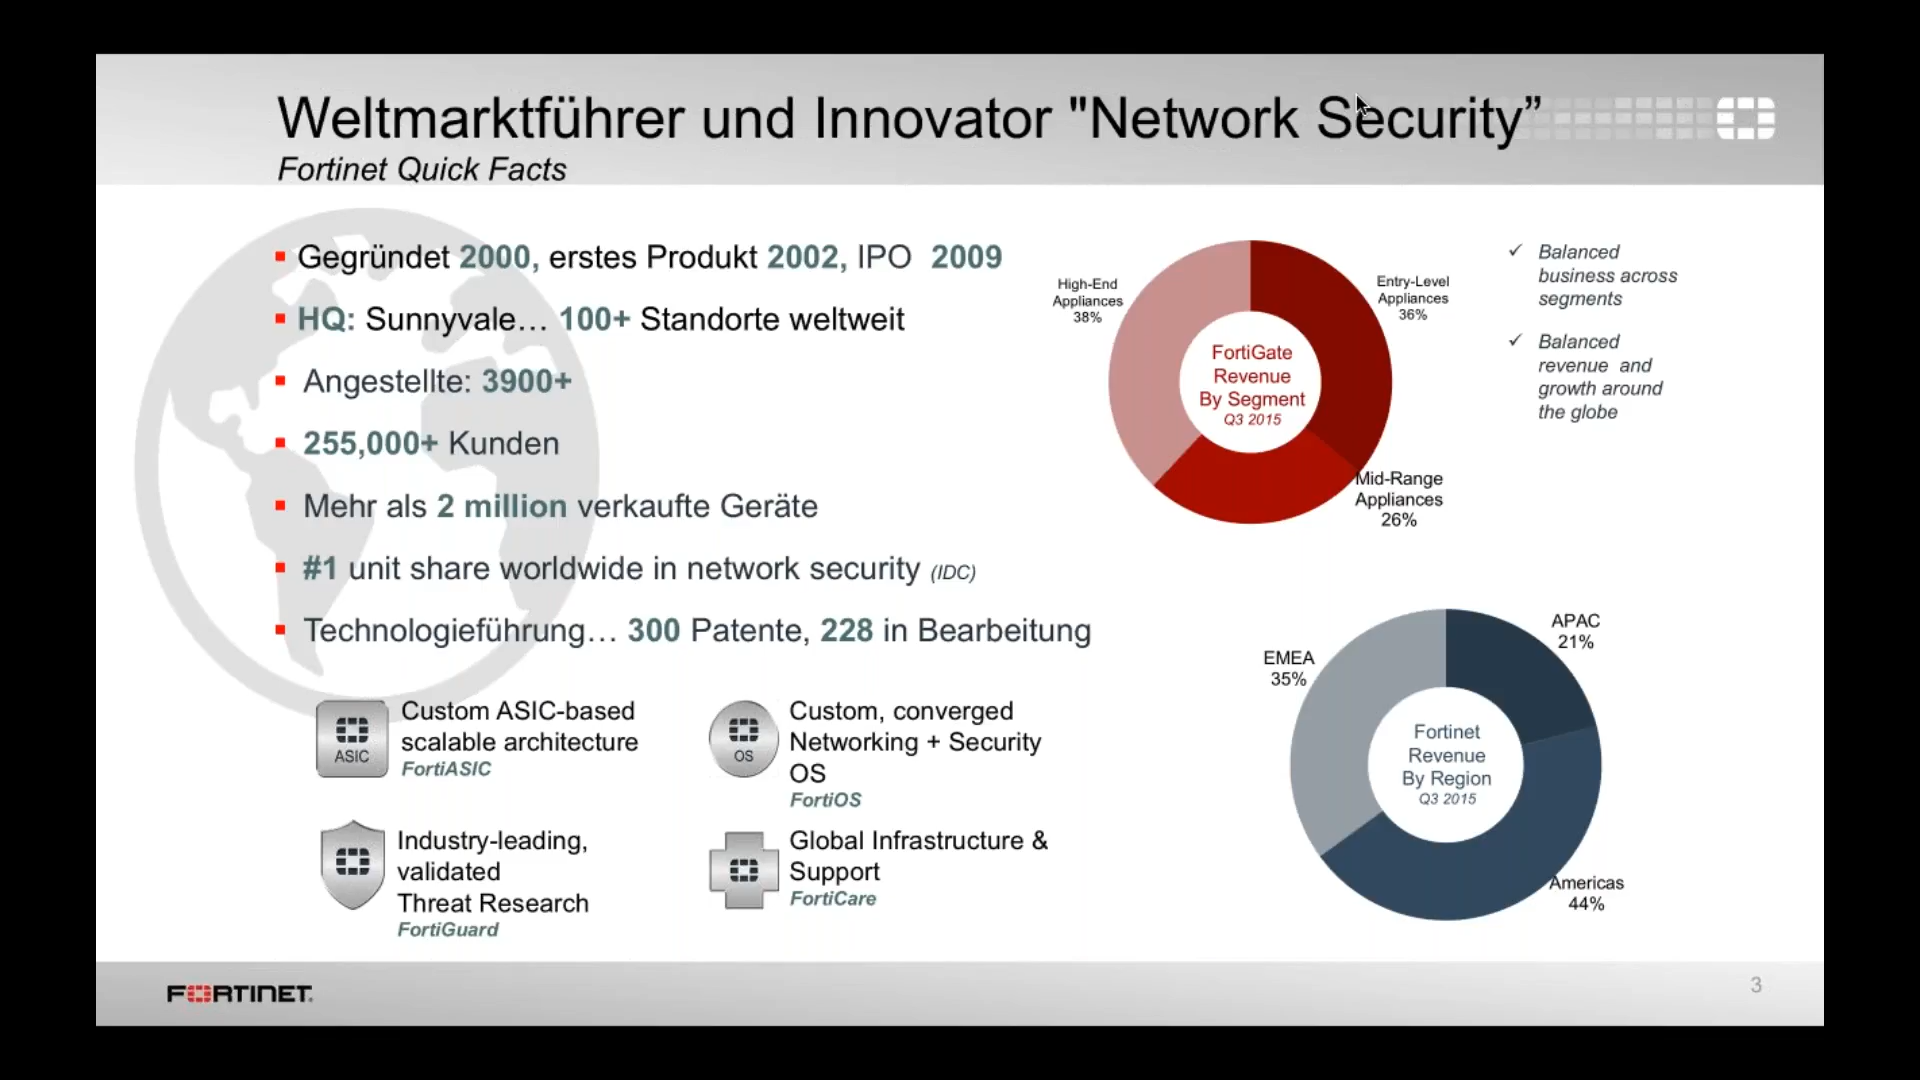 Weltmarktführer und Innovator "Network Security”
Fortinet Quick Facts
Gegründet 2000, erstes Produkt 2002, IPO 2009
HQ: Sunnyvale… 100+ Standorte weltweit
Angestellte: 3900+
255,000+ Kunden
Mehr als 2 million verkaufte Geräte
#1 unit share worldwide in network security (IDC)
Technologieführung… 300 Patente, 228 in Bearbeitung
ASIC
Custom ASIC-based
scalable architecture
FortiASIC
OS
Custom, converged
Networking + Security
OS
FortiOS
Industry-leading,
validated
Threat Research
FortiGuard
Global Infrastructure &
Support
FortiCare
High-End
Appliances
38%
Entry-Level
Appliances
36%
FortiGate
Revenue
By Segment
Q3 2015
Mid-Range
Appliances
26%
Balanced
business across
segments
Balanced
revenue and
growth around
the globe
APAC
21%
EMEA
35%
Fortinet
Revenue
By Region
Q3 2015
Americas
44%
FORTINET
3